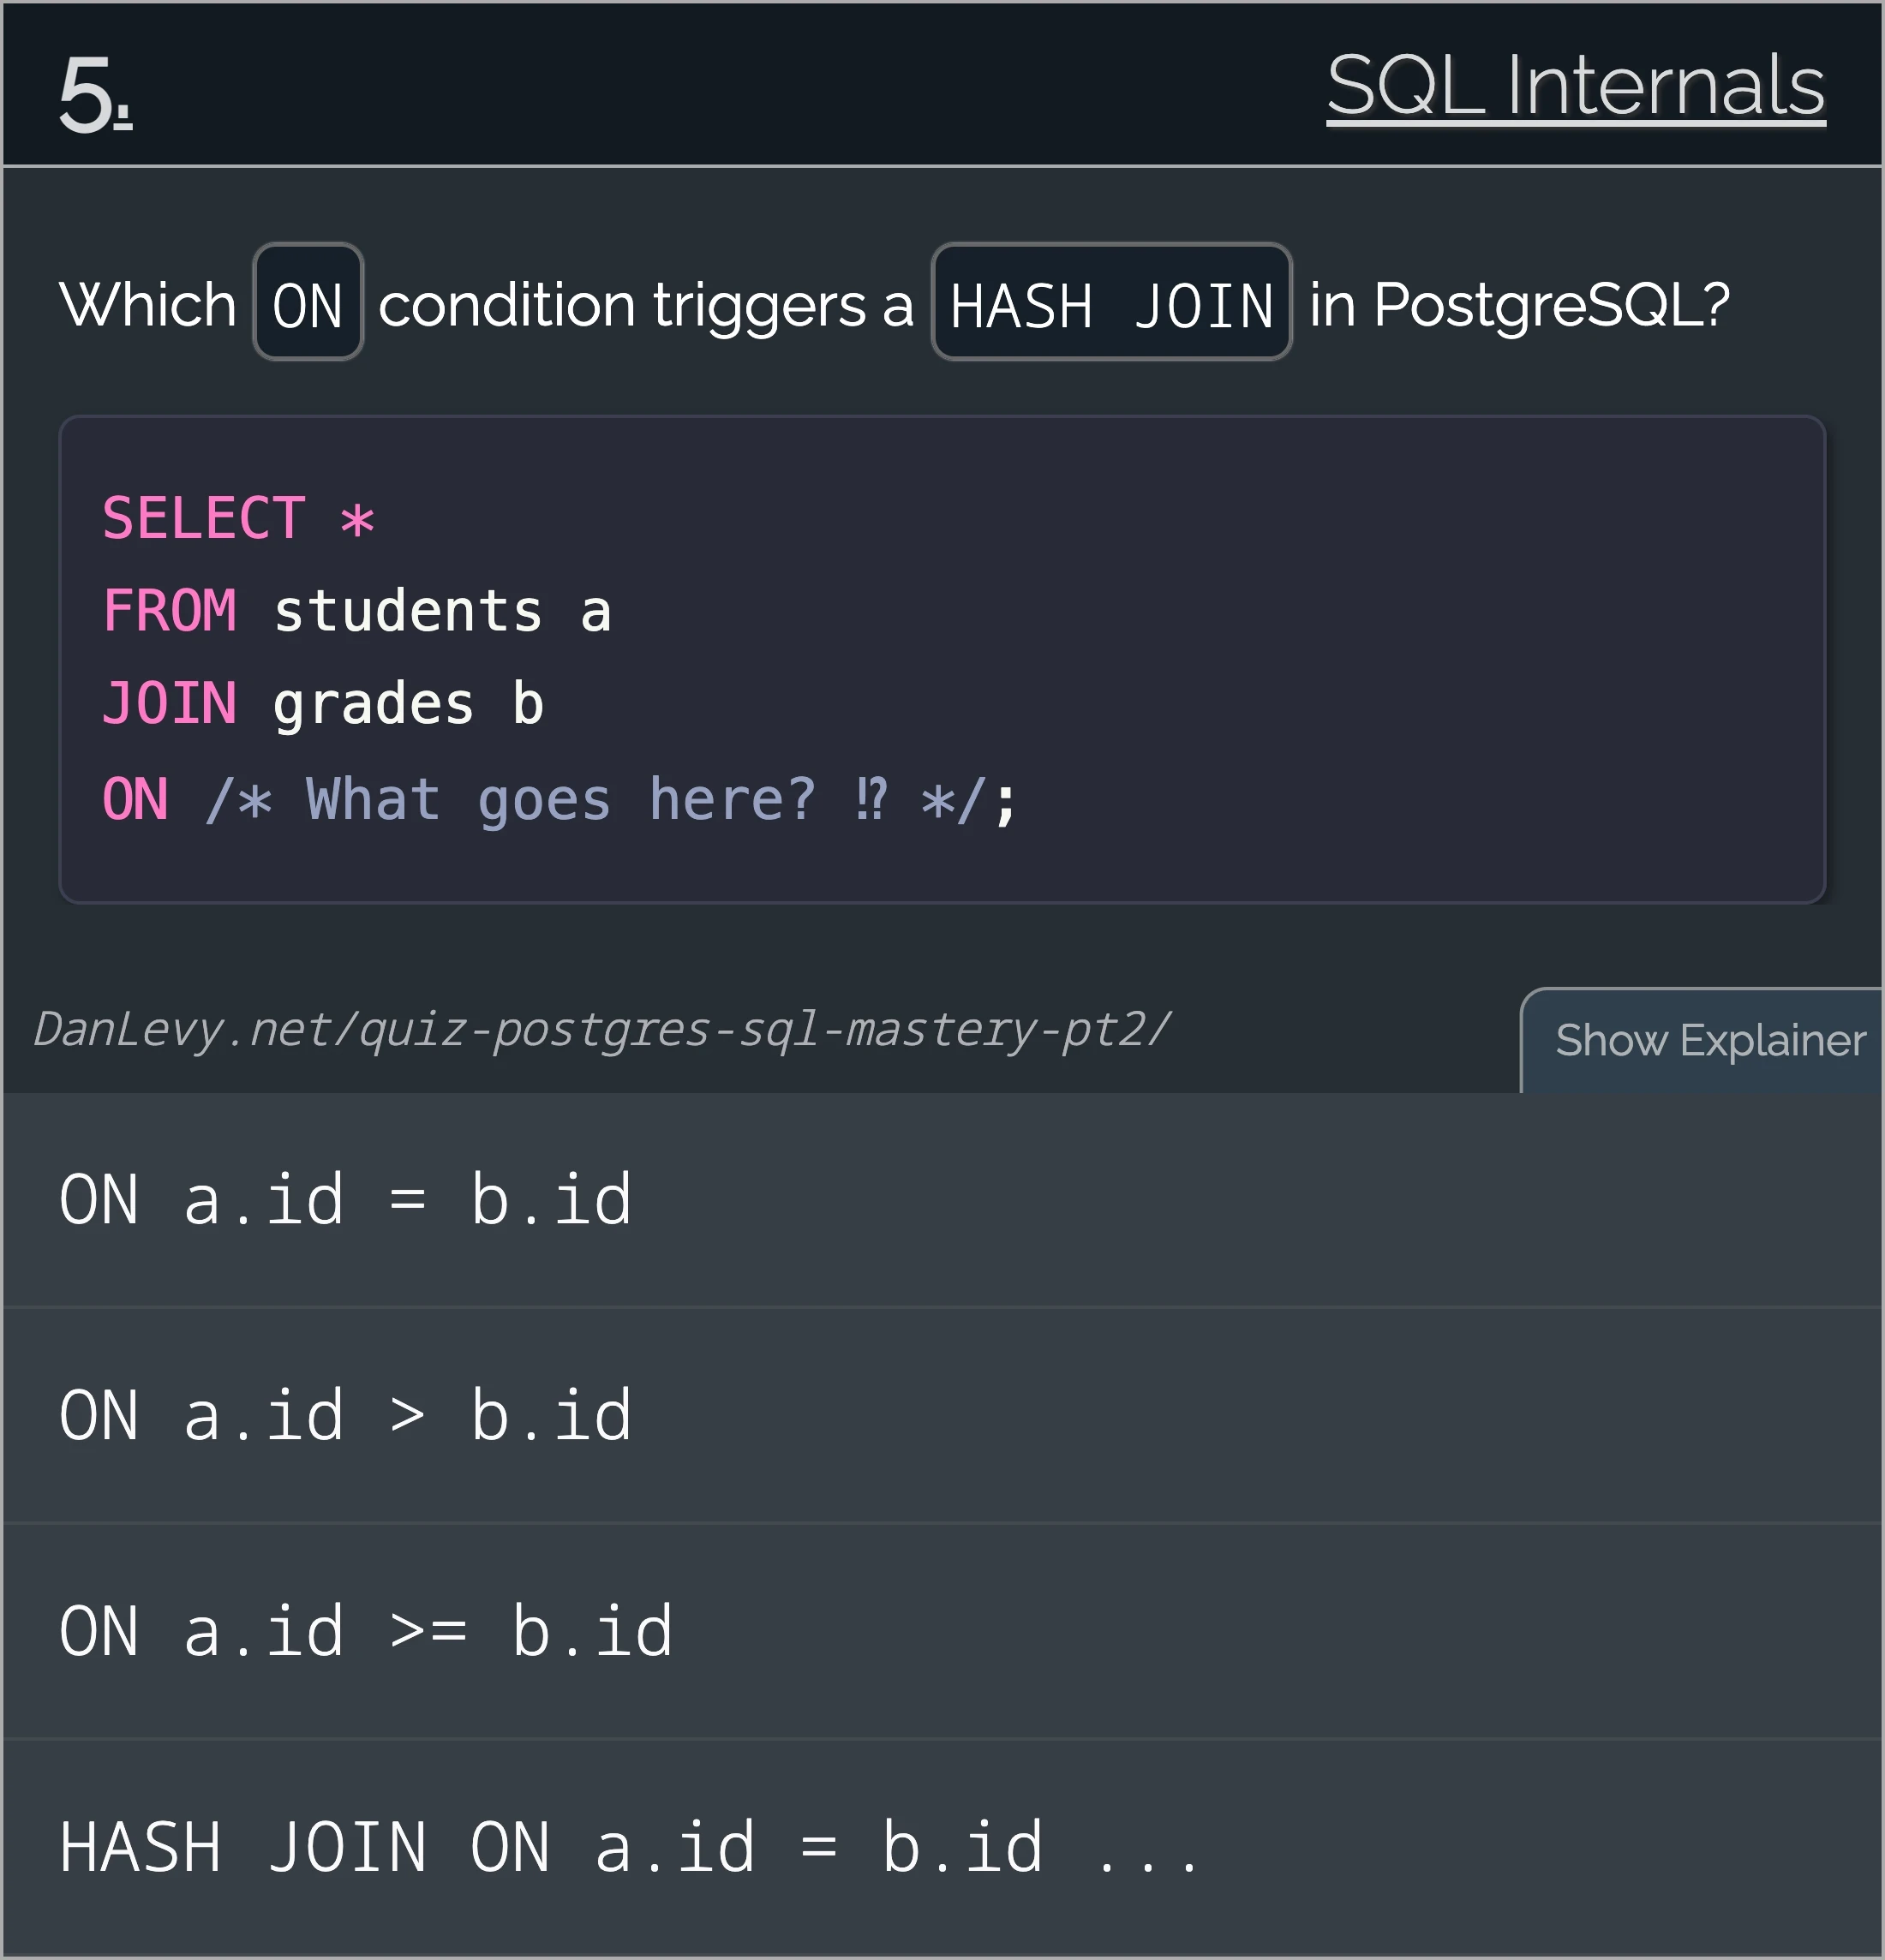 5.
SQL Internals
Which ON condition triggers a HASH JOIN in PostgreSQL?
SELECT *
FROM students a
JOIN grades b
ON /* What goes here? ⁉ */;
DanLevy.net/quiz-postgres-sql-mastery-pt2/
Show Explainer
ON a.id = b.id
ON a.id > b.id
ON a.id >= b.id
HASH JOIN ON a.id = b.id ...